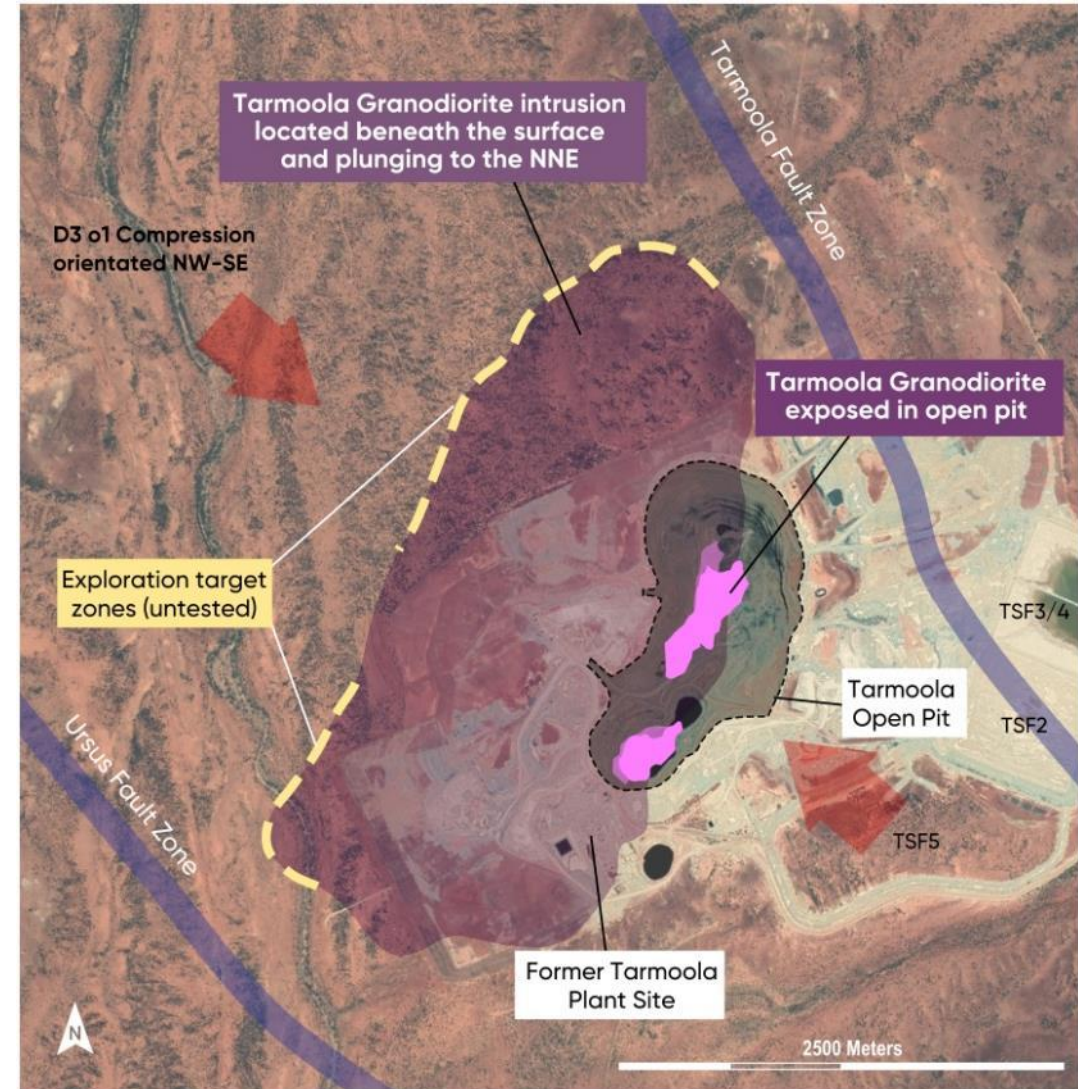 Tarmoola Fault Zone
Tarmoola Granodiorite intrusion
located beneath the surface
and plunging to the NNE
D3 o1 Compression
orientated NW-SE
Tarmoola Granodiorite
exposed in open pit
Exploration target
zones (untested)
TSF3/4
Tarmoola
Open Pit
TSF2
Ursus Fault Zone
TSF5
Former Tarmoola
Plant Site
N
2500 Meters